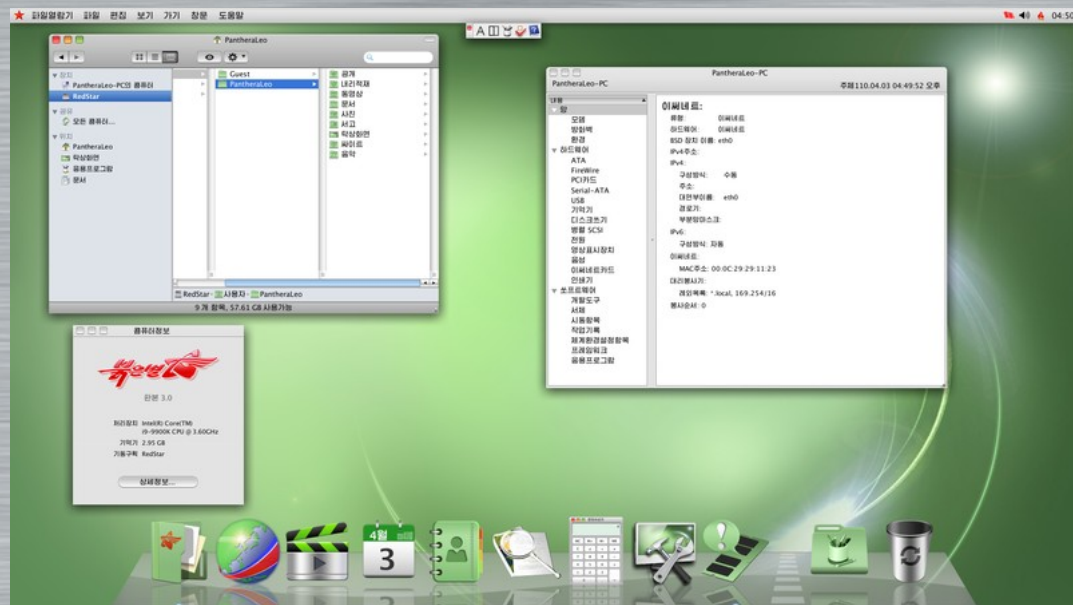 파일열람기 파일 편집 보기 가기 창문 도움말
04:50
PantheraLeo
장치
PantheraLeo-PC의 콤퓨터
RedStar
공유
모든 콤퓨터...
위치
PantheraLeo
탁상화면
응용프로그람
문서
Guest
PantheraLeo
공개
내리적재
동영상
문서
사진
서고
탁상화면
싸이트
음악
RedStar 사용자 PantheraLeo
9 개 항목, 57.61 GB 사용가능
콤퓨터정보
붉은별
판본 3.0
처리장치 Intel(R) Core(TM)
i9-9900K CPU @ 3.60GHz
기억기 2.95 GB
기동구획 RedStar
상세정보...
PantheraLeo-PC
PantheraLeo-PC
주체110.04.03 04:49:52 오후
내용
망
모뎀
방화벽
환경
하드웨어
ATA
FireWire
PCI카드
Serial-ATA
USB
기억기
디스크쓰기
병렬 SCSI
전원
영상표시장치
음성
이써네트카드
인쇄기
쏘프트웨어
개발도구
서체
시동항목
작업기록
체계환경설정항목
프레임워크
응용프로그람
이써네트:
류형: 이써네트
하드웨어: 이써네트
BSD 장치 이름: eth0
IPv4주소:
IPv4:
구성방식: 수동
주소:
대면부이름: eth0
경로기:
부분망마스크:
IPv6:
구성방식: 자동
이써네트:
MAC주소: 00:0C:29:29:11:23
대리봉사기:
례외목록: *.local, 169.254/16
봉사순서: 0
4월
3